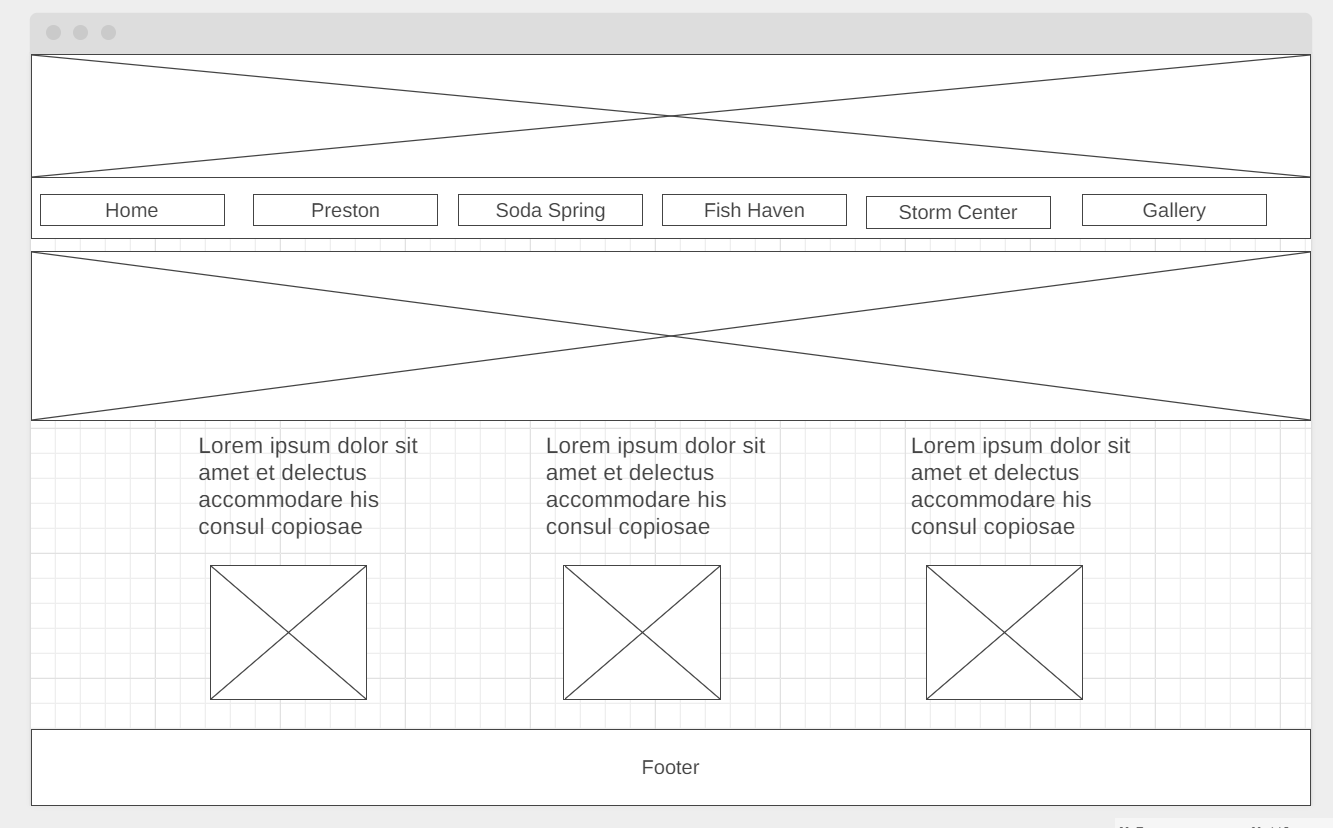 Home
Preston
Soda Spring
Fish Haven
Storm Center
Gallery
Lorem ipsum dolor sit
amet et delectus
accommodare his
consul copiosae
Lorem ipsum dolor sit
amet et delectus
accommodare his
consul copiosae
Lorem ipsum dolor sit
amet et delectus
accommodare his
consul copiosae
Footer